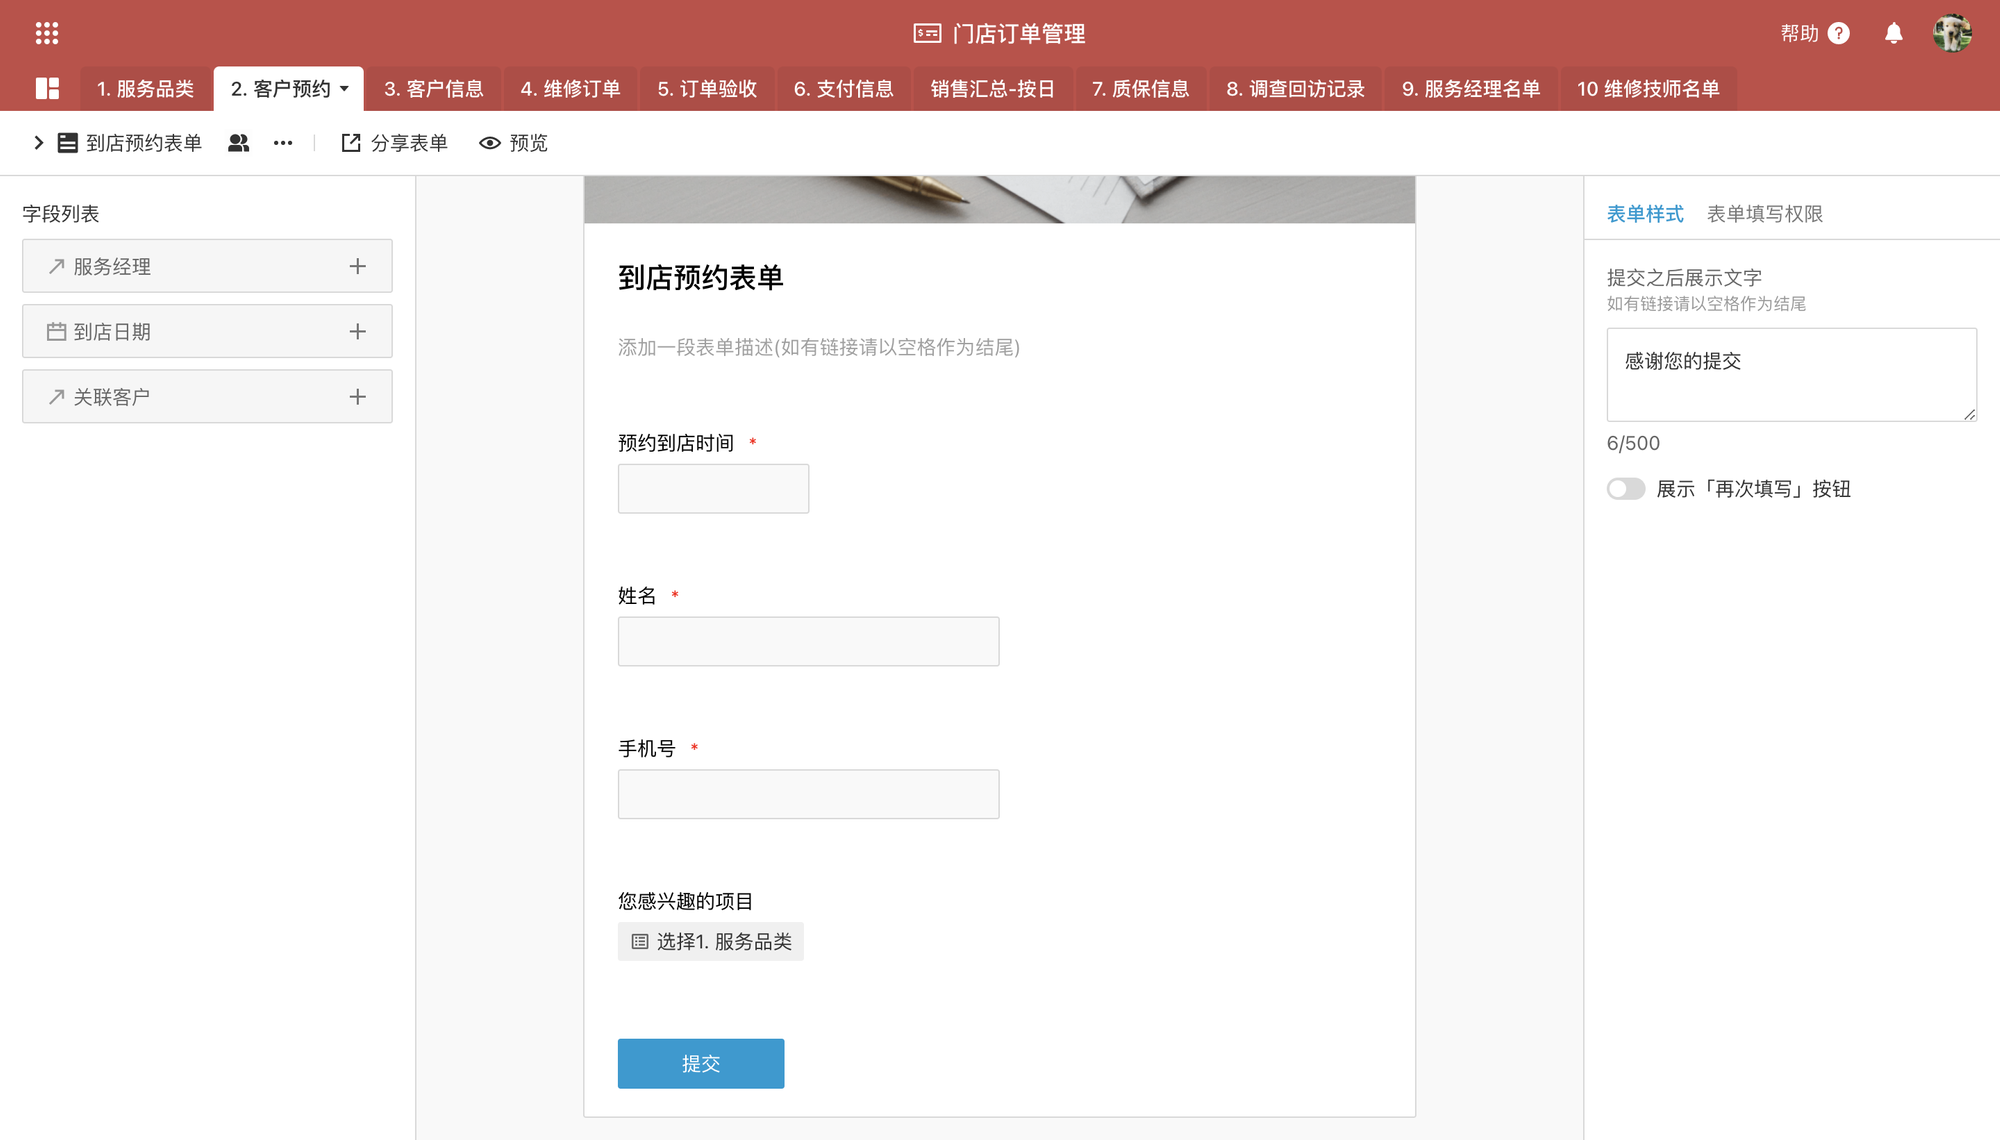 门店订单管理
帮助
1. 服务品类
2. 客户预约
3. 客户信息
4. 维修订单
5. 订单验收
6. 支付信息
销售汇总-按日
7. 质保信息
8. 调查回访记录
9. 服务经理名单
10 维修技师名单
到店预约表单
分享表单
预览
字段列表
服务经理
到店日期
关联客户
到店预约表单
添加一段表单描述(如有链接请以空格作为结尾)
预约到店时间 *
姓名 *
手机号 *
您感兴趣的项目
选择1. 服务品类
提交
表单样式
表单填写权限
提交之后展示文字
如有链接请以空格作为结尾
感谢您的提交
6/500
展示「再次填写」按钮